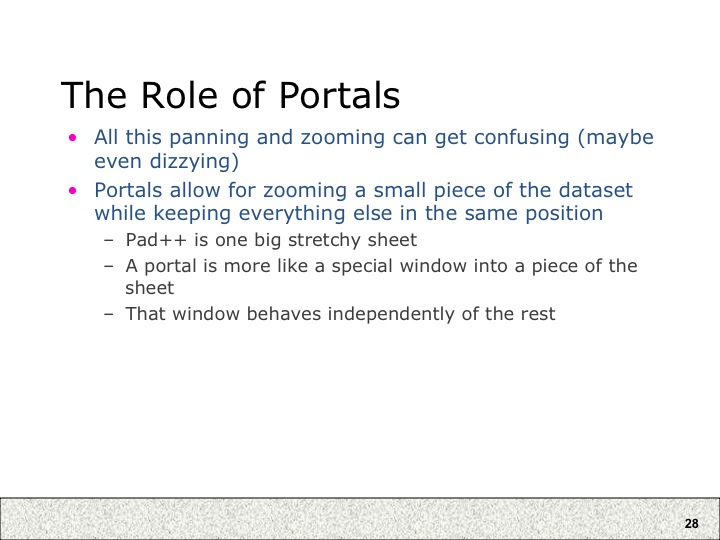 The Role of Portals
• All this panning and zooming can get confusing (maybe
even dizzying)
• Portals allow for zooming a small piece of the dataset
while keeping everything else in the same position
– Pad++ is one big stretchy sheet
– A portal is more like a special window into a piece of the
sheet
– That window behaves independently of the rest
28